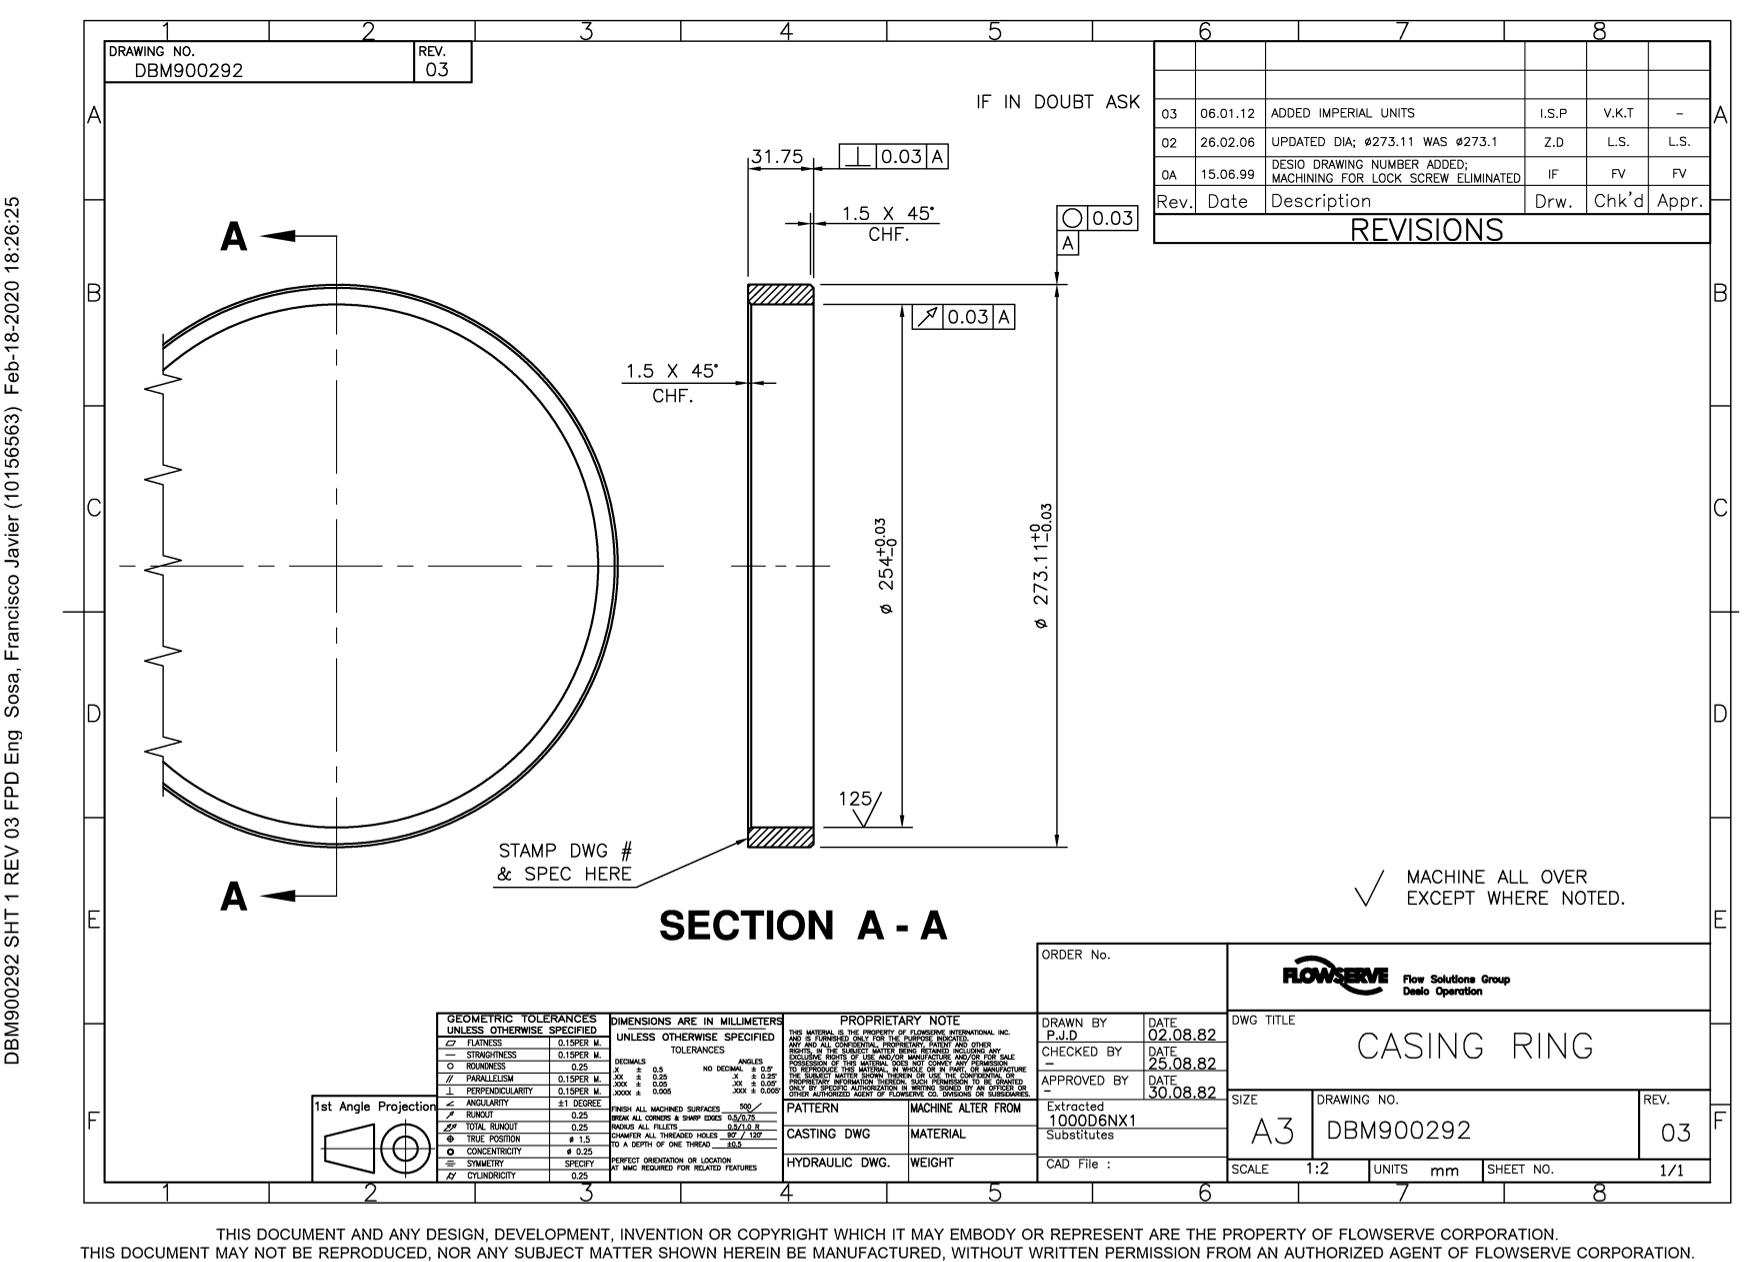 1 2 3 4 5 6 7 8
DRAWING NO.
DBM900292
REV.
03
IF IN DOUBT ASK
03 06.01.12 ADDED IMPERIAL UNITS I.S.P V.K.T -
02 26.02.06 UPDATED DIA; ø273.11 WAS ø273.1 Z.D L.S. L.S.
0A 15.06.99 DESIO DRAWING NUMBER ADDED;
MACHINING FOR LOCK SCREW ELIMINATED IF FV FV
Rev. Date Description Drw. Chk'd Appr.
REVISIONS
A A
B B
C C
D D
E E
F F
DBM900292 SHT 1 REV 03 FPD Eng Sosa, Francisco Javier (10156563) Feb-18-2020 18:26:25
31.75
⊥ 0.03 A
1.5 X 45°
CHF.
○ 0.03
A
A
↗ 0.03 A
1.5 X 45°
CHF.
ø 254+0.03
-0
ø 273.11+0
-0.03
125/
STAMP DWG #
& SPEC HERE
A
SECTION A - A
MACHINE ALL OVER
EXCEPT WHERE NOTED.
1st Angle Projection
GEOMETRIC TOLERANCES
UNLESS OTHERWISE SPECIFIED
FLATNESS 0.15PER M.
STRAIGHTNESS 0.15PER M.
ROUNDNESS 0.25
PARALLELISM 0.15PER M.
PERPENDICULARITY 0.15PER M.
ANGULARITY ±1 DEGREE
RUNOUT 0.25
TOTAL RUNOUT 0.25
TRUE POSITION ø 1.5
CONCENTRICITY ø 0.25
SYMMETRY SPECIFY
CYLINDRICITY 0.25
DIMENSIONS ARE IN MILLIMETERS
UNLESS OTHERWISE SPECIFIED
TOLERANCES
DECIMALS ANGLES
.X ± 0.5 NO DECIMAL ± 0.5°
.XX ± 0.25 .X ± 0.25°
.XXX ± 0.05 .XX ± 0.05°
.XXXX ± 0.005 .XXX ± 0.005°
FINISH ALL MACHINED SURFACES 500/
BREAK ALL CORNERS & SHARP EDGES 0.5/0.75
RADIUS ALL FILLETS 0.5/1.0 R
CHAMFER ALL THREADED HOLES 90° / 120°
TO A DEPTH OF ONE THREAD ±0.5
PERFECT ORIENTATION OR LOCATION
AT MMC REQUIRED FOR RELATED FEATURES
PROPRIETARY NOTE
THIS MATERIAL IS THE PROPERTY OF FLOWSERVE INTERNATIONAL INC.
AND IS FURNISHED ONLY FOR THE PURPOSE INDICATED.
ANY AND ALL CONFIDENTIAL, PROPRIETARY, PATENT AND OTHER
RIGHTS, IN THE SUBJECT MATTER BEING RETAINED INCLUDING ANY
EXCLUSIVE RIGHTS OF USE AND/OR MANUFACTURE AND/OR FOR SALE
POSSESSION OF THIS MATERIAL DOES NOT CONVEY ANY PERMISSION
TO REPRODUCE THIS MATERIAL, IN WHOLE OR IN PART, OR MANUFACTURE
THE SUBJECT MATTER SHOWN THEREIN OR USE THE CONFIDENTIAL OR
PROPRIETARY INFORMATION THEREIN. SUCH PERMISSION TO BE GRANTED
ONLY BY SPECIFIC AUTHORIZATION IN WRITING SIGNED BY AN OFFICER OR
OTHER AUTHORIZED AGENT OF FLOWSERVE CO. DIVISIONS OR SUBSIDIARIES.
PATTERN
MACHINE ALTER FROM
CASTING DWG
MATERIAL
HYDRAULIC DWG.
WEIGHT
ORDER No.
DRAWN BY
P.J.D
DATE
02.08.82
CHECKED BY
-
DATE
25.08.82
APPROVED BY
-
DATE
30.08.82
Extracted
1000D6NX1
Substitutes
CAD File :
FLOWSERVE
Flow Solutions Group
Desio Operation
DWG TITLE
CASING RING
SIZE
A3
DRAWING NO.
DBM900292
REV.
03
SCALE 1:2
UNITS mm
SHEET NO. 1/1
1 2 3 4 5 6 7 8
THIS DOCUMENT AND ANY DESIGN, DEVELOPMENT, INVENTION OR COPYRIGHT WHICH IT MAY EMBODY OR REPRESENT ARE THE PROPERTY OF FLOWSERVE CORPORATION.
THIS DOCUMENT MAY NOT BE REPRODUCED, NOR ANY SUBJECT MATTER SHOWN HEREIN BE MANUFACTURED, WITHOUT WRITTEN PERMISSION FROM AN AUTHORIZED AGENT OF FLOWSERVE CORPORATION.